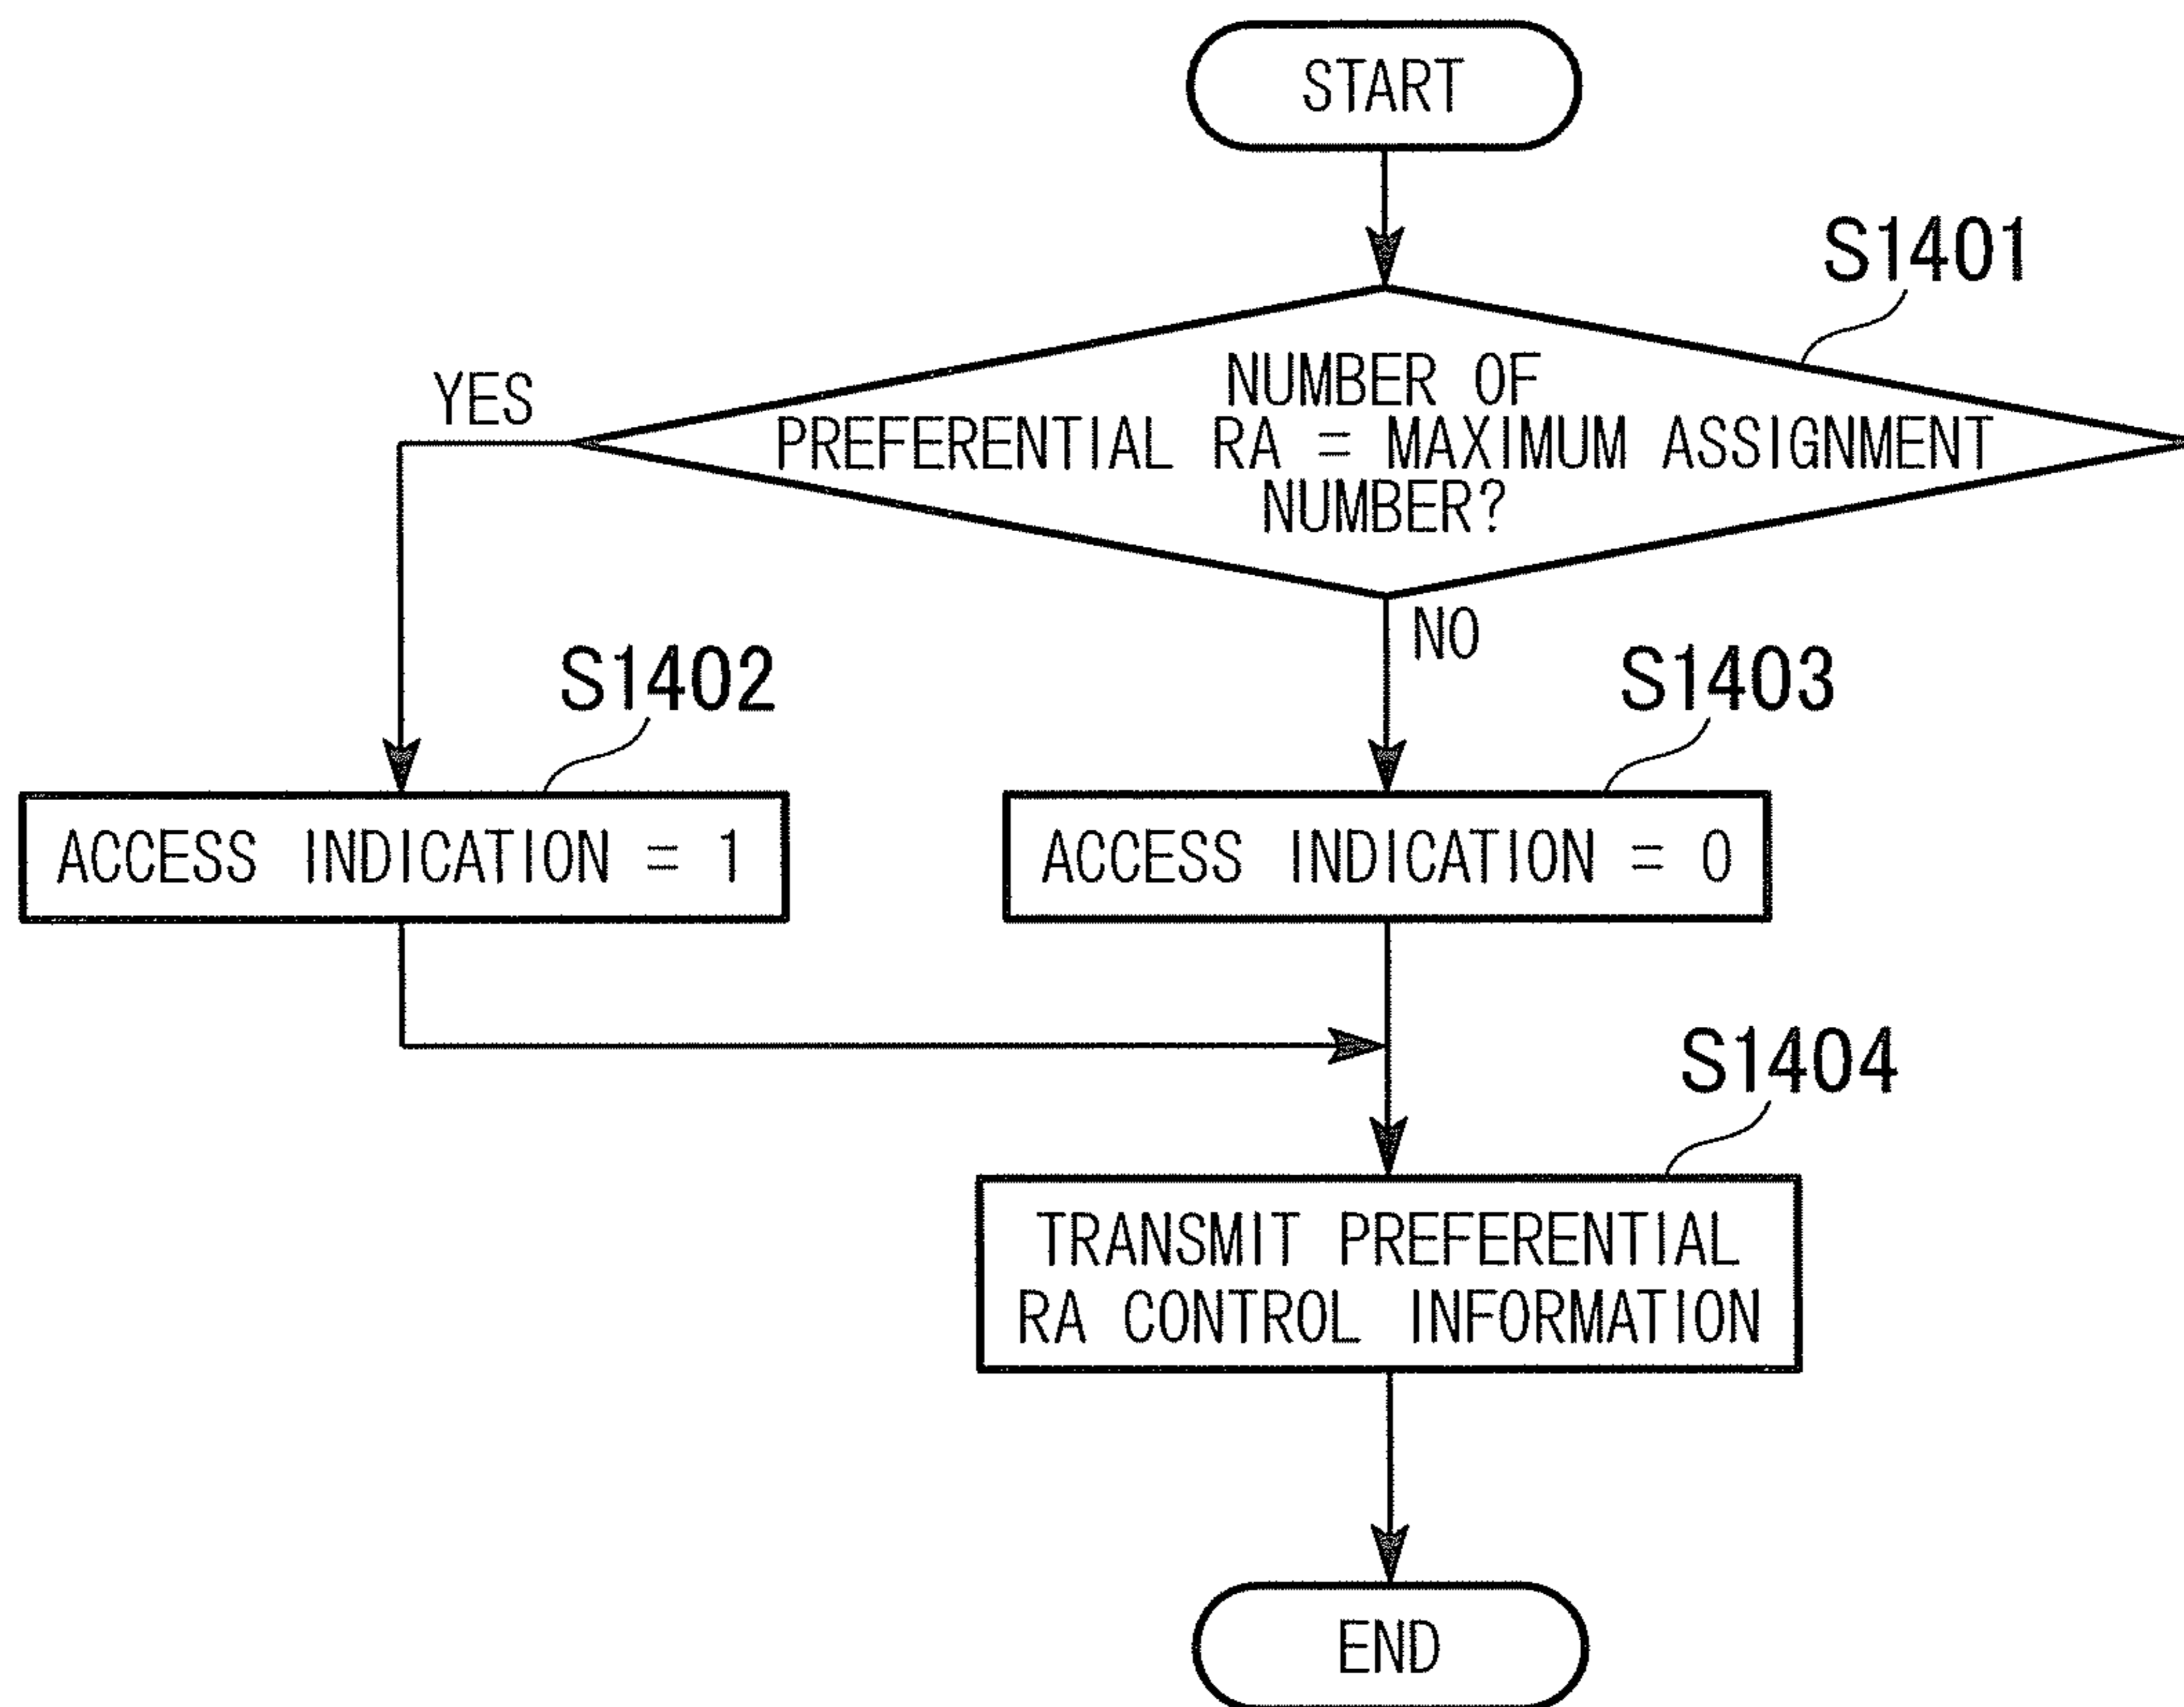 START
S1401
NUMBER OF
PREFERENTIAL RA = MAXIMUM ASSIGNMENT
NUMBER?
YES
NO
S1402
S1403
ACCESS INDICATION = 1
ACCESS INDICATION = 0
S1404
TRANSMIT PREFERENTIAL
RA CONTROL INFORMATION
END